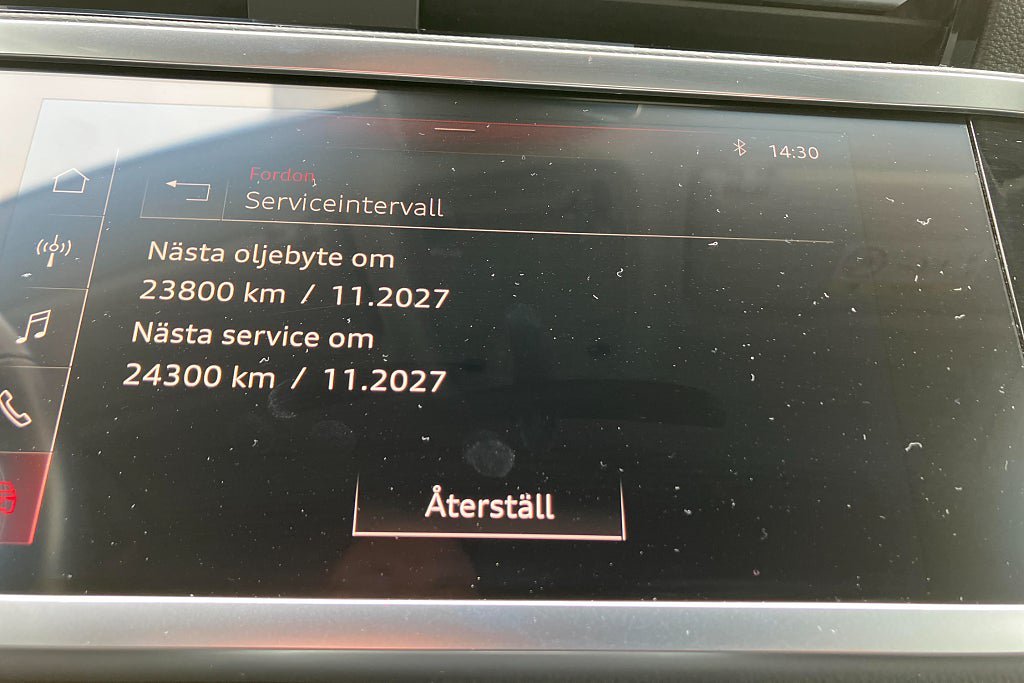 14:30
Fordon
Serviceintervall
Nästa oljebyte om
23800 km / 11.2027
Nästa service om
24300 km / 11.2027
Återställ